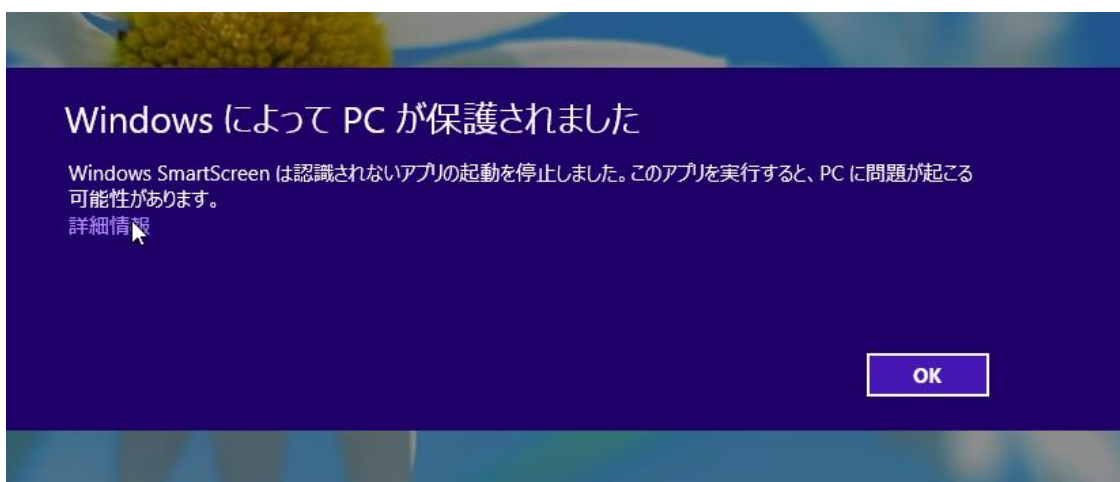 Windows によって PC が保護されました
Windows SmartScreen は認識されないアプリの起動を停止しました。このアプリを実行すると、PC に問題が起こる
可能性があります。
詳細情報
OK